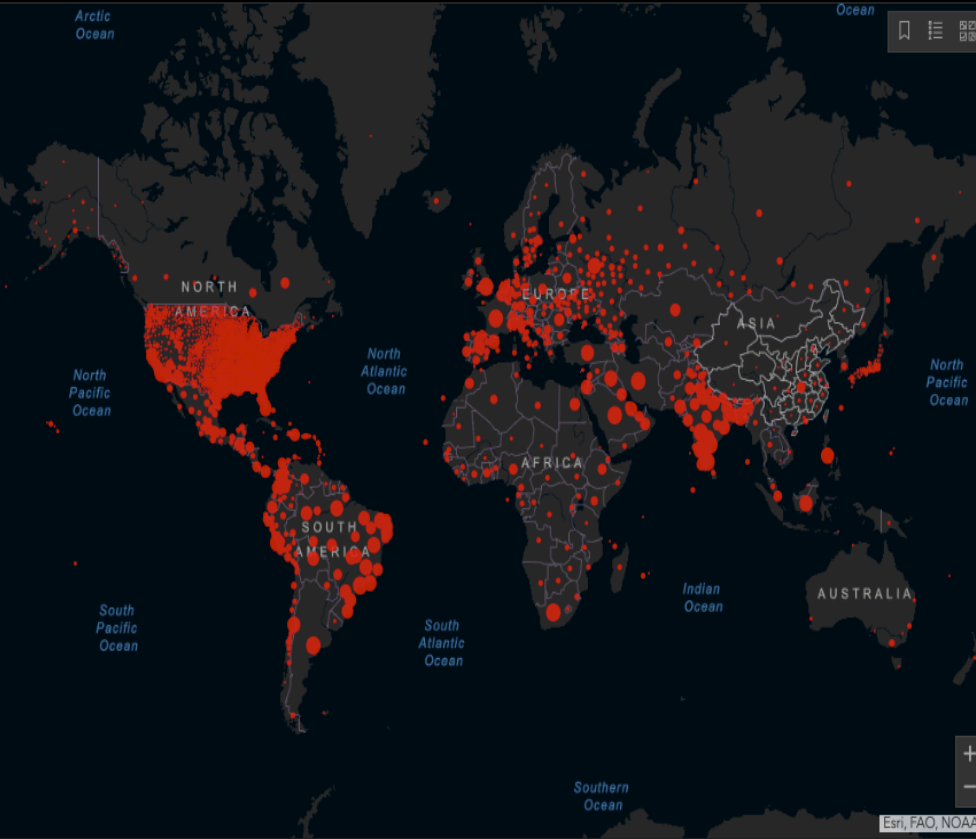 Arctic
Ocean
Ocean
NORTH
AMERICA
EUROPE
ASIA
North
Atlantic
Ocean
North
Pacific
Ocean
North
Pacific
Ocean
AFRICA
SOUTH
AMERICA
Indian
Ocean
AUSTRALIA
South
Pacific
Ocean
South
Atlantic
Ocean
Southern
Ocean
+
−
Esri, FAO, NOAA